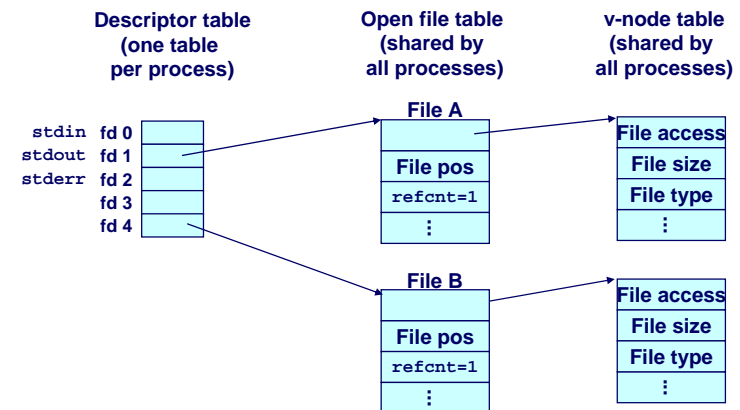 Descriptor table
(one table
per process)
Open file table
(shared by
all processes)
v-node table
(shared by
all processes)
stdin fd 0
stdout fd 1
stderr fd 2
fd 3
fd 4
File A
File pos
refcnt=1
⋮
File access
File size
File type
⋮
File B
File pos
refcnt=1
⋮
File access
File size
File type
⋮